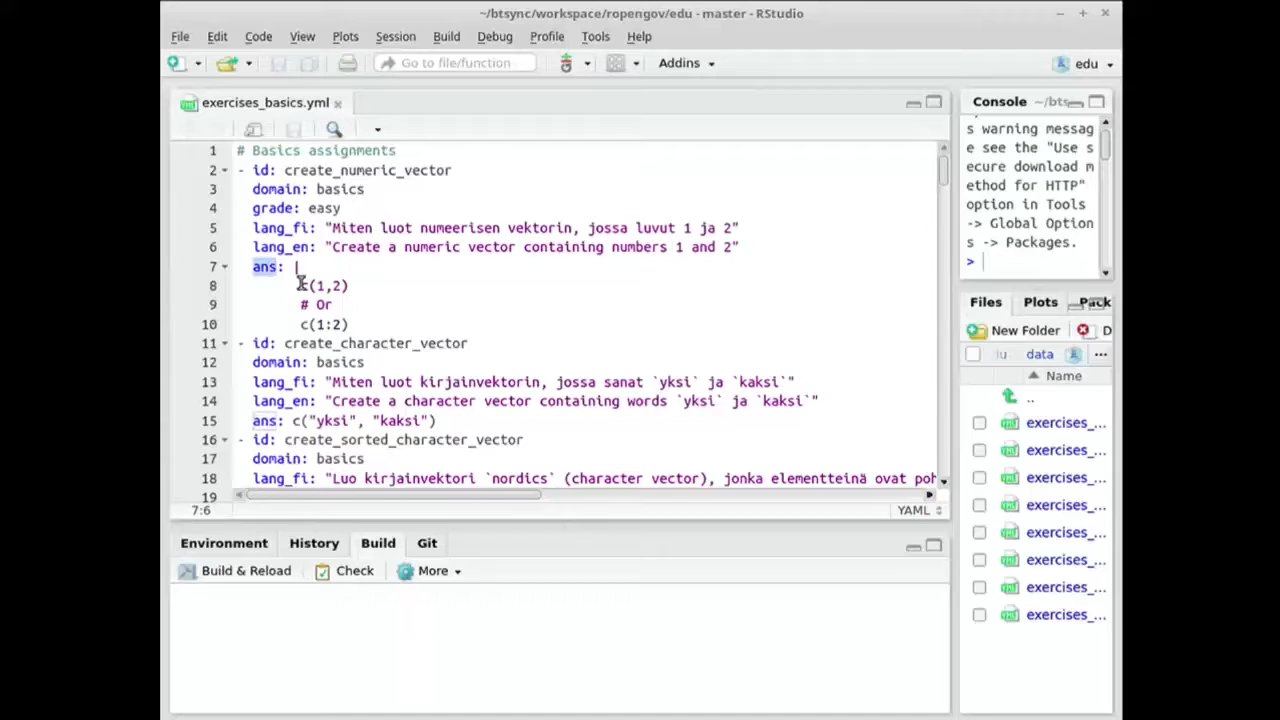 ~/btsync/workspace/ropengov/edu - master - RStudio
File Edit Code View Plots Session Build Debug Profile Tools Help
Go to file/function Addins edu
exercises_basics.yml
1 # Basics assignments
2 - id: create_numeric_vector
3 domain: basics
4 grade: easy
5 lang_fi: "Miten luot numeerisen vektorin, jossa luvut 1 ja 2"
6 lang_en: "Create a numeric vector containing numbers 1 and 2"
7 ans: |
8 c(1,2)
9 # Or
10 c(1:2)
11 - id: create_character_vector
12 domain: basics
13 lang_fi: "Miten luot kirjainvektorin, jossa sanat `yksi` ja `kaksi`"
14 lang_en: "Create a character vector containing words `yksi` ja `kaksi`"
15 ans: c("yksi", "kaksi")
16 - id: create_sorted_character_vector
17 domain: basics
18 lang_fi: "Luo kirjainvektori `nordics` (character vector), jonka elementteinä ovat poh
19
7:6 YAML
Environment History Build Git
Build & Reload Check More
Console ~/bts
s warning messag
e see the "Use s
ecure download m
ethod for HTTP"
option in Tools
-> Global Option
s -> Packages.
>
Files Plots Pack
New Folder D
data ...
Name
..
exercises_...
exercises_...
exercises_...
exercises_...
exercises_...
exercises_...
exercises_...
exercises_...